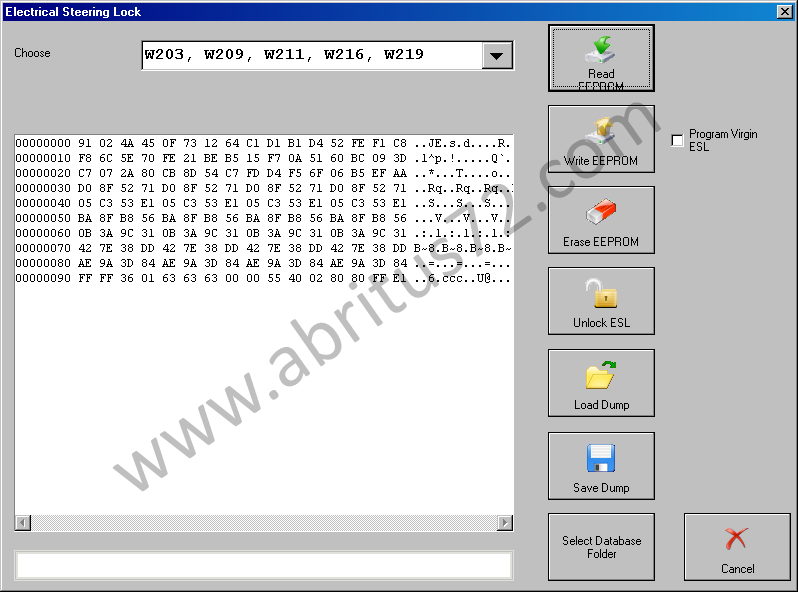 Electrical Steering Lock
Choose
W203, W209, W211, W216, W219
Read
EEPROM
Write EEPROM
Program Virgin
ESL
Erase EEPROM
Unlock ESL
Load Dump
Save Dump
Select Database
Folder
Cancel
00000000 91 02 4A 45 0F 73 12 64 C1 D1 B1 D4 52 FE F1 C8 ..JE.s.d....R.
00000010 F8 6C 5E 70 FE 21 BE B5 15 F7 0A 51 60 BC 09 3D .l^p.!.....Q`.
00000020 C7 07 2A 80 CB 8D 54 C7 FD D4 F5 6F 06 B5 EF AA ..*...T....o..
00000030 D0 8F 52 71 D0 8F 52 71 D0 8F 52 71 D0 8F 52 71 ..Rq..Rq..Rq..
00000040 05 C3 53 E1 05 C3 53 E1 05 C3 53 E1 05 C3 53 E1 ..S...S...S...
00000050 BA 8F B8 56 BA 8F B8 56 BA 8F B8 56 BA 8F B8 56 ...V...V...V..
00000060 0B 3A 9C 31 0B 3A 9C 31 0B 3A 9C 31 0B 3A 9C 31 .:.1.:.1.:.1.:
00000070 42 7E 38 DD 42 7E 38 DD 42 7E 38 DD 42 7E 38 DD B~8.B~8.B~8.B~
00000080 AE 9A 3D 84 AE 9A 3D 84 AE 9A 3D 84 AE 9A 3D 84 ..=...=...=...
00000090 FF FF 36 01 63 63 63 00 00 55 40 02 80 80 FF E1 ..6.ccc..U@...
www.abritus72.com